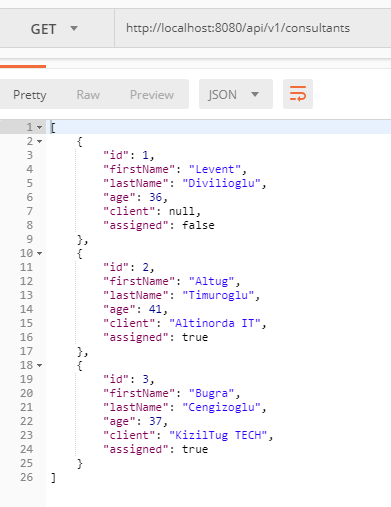 GET http://localhost:8080/api/v1/consultants
Pretty Raw Preview JSON
1 [
2 {
3 "id": 1,
4 "firstName": "Levent",
5 "lastName": "Divilioglu",
6 "age": 36,
7 "client": null,
8 "assigned": false
9 },
10 {
11 "id": 2,
12 "firstName": "Altug",
13 "lastName": "Timuroglu",
14 "age": 41,
15 "client": "Altinorda IT",
16 "assigned": true
17 },
18 {
19 "id": 3,
20 "firstName": "Bugra",
21 "lastName": "Cengizoglu",
22 "age": 37,
23 "client": "KizilTug TECH",
24 "assigned": true
25 }
26 ]